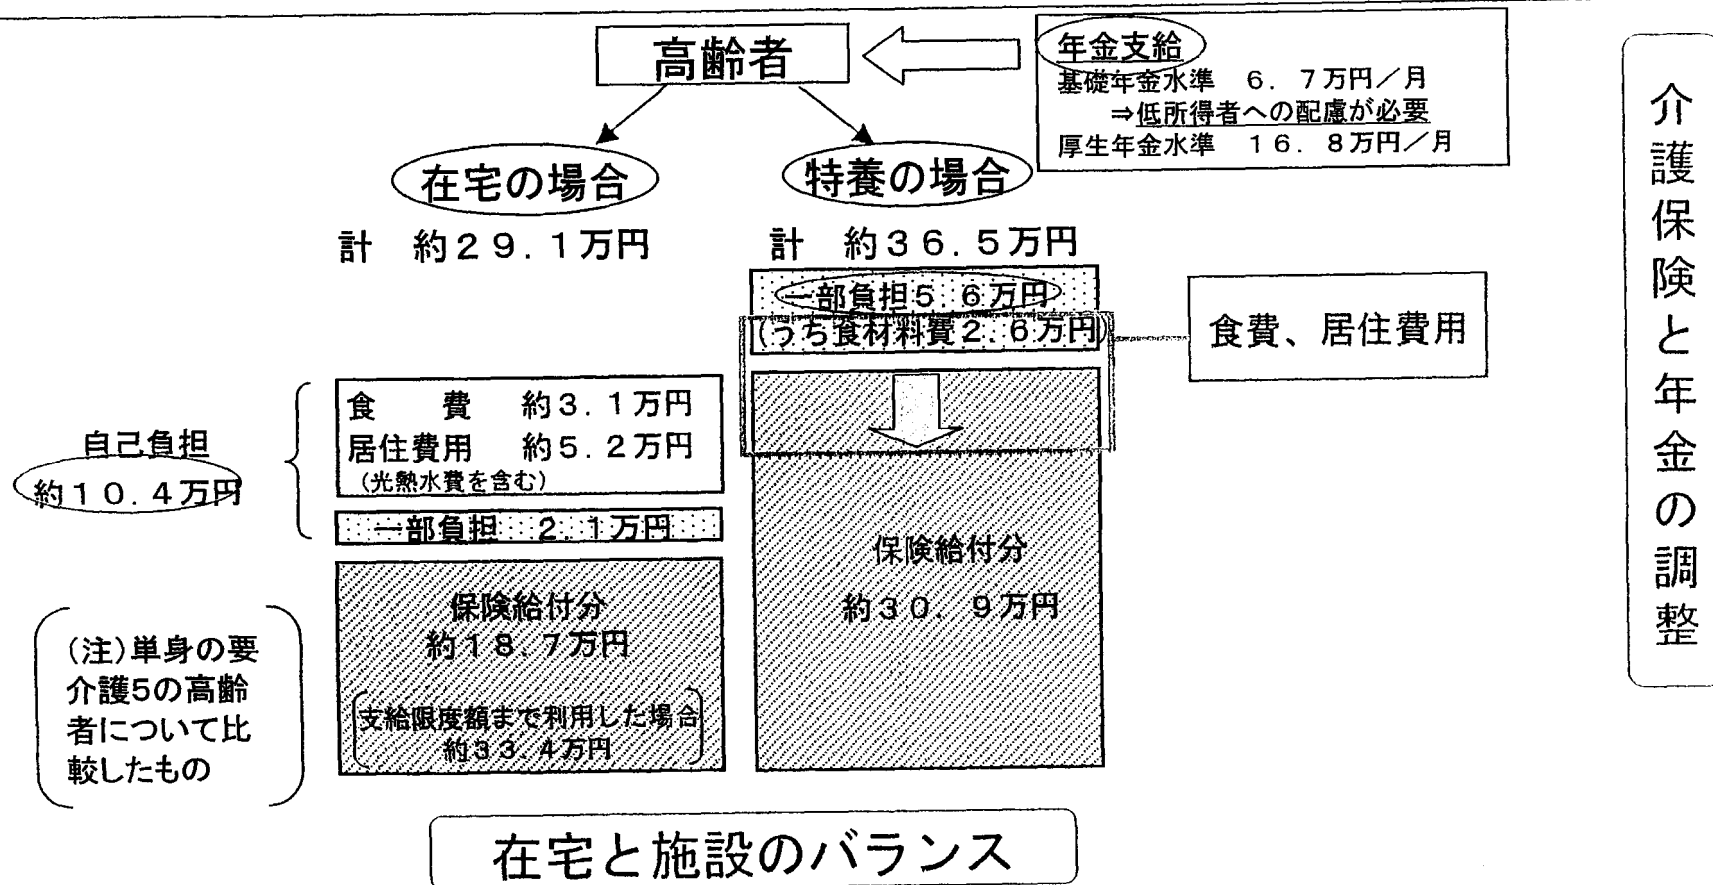 高齢者
年金支給
基礎年金水準 6.7万円/月
⇒低所得者への配慮が必要
厚生年金水準 16.8万円/月
在宅の場合
計 約29.1万円
特養の場合
計 約36.5万円
一部負担5.6万円
(うち食材料費2.6万円)
食費、居住費用
自己負担
約10.4万円
食 費 約3.1万円
居住費用 約5.2万円
(光熱水費を含む)
一部負担 2.1万円
保険給付分
約18.7万円
支給限度額まで利用した場合
約33.4万円
保険給付分
約30.9万円
(注)単身の要
介護5の高齢
者について比
較したもの
在宅と施設のバランス
介護保険と年金の調整